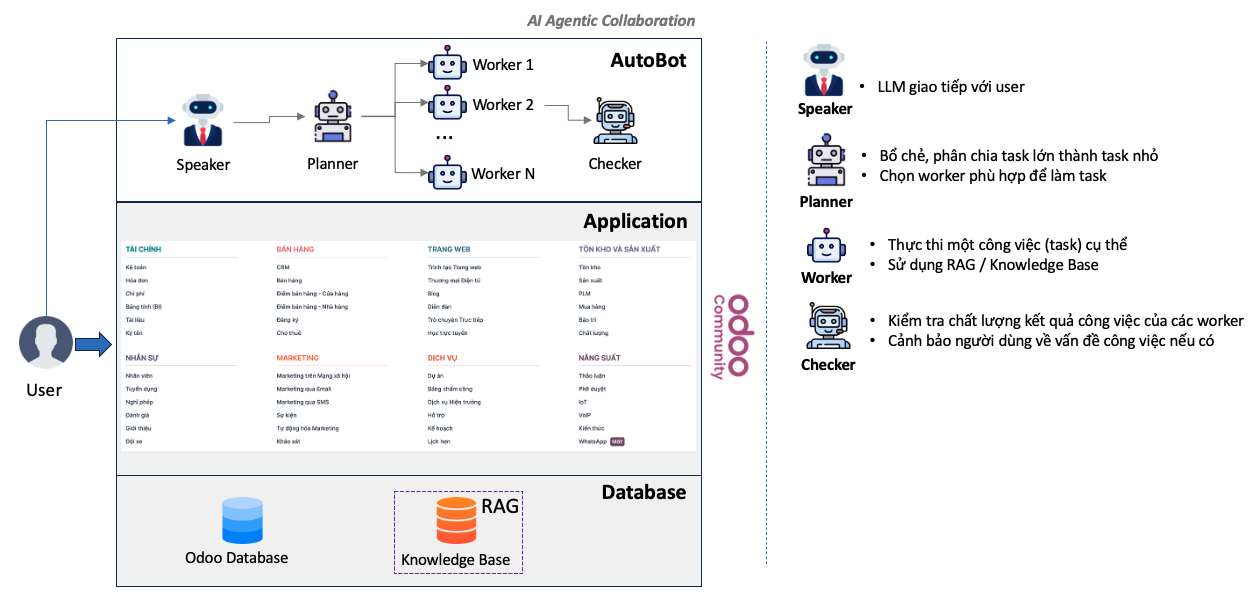 AI Agentic Collaboration
AutoBot
Speaker
Planner
Worker 1
Worker 2
...
Worker N
Checker
Application
TÀI CHÍNH
Kế toán
Hóa đơn
Chi phí
Bảng tính (BI)
Tài liệu
Ký tên
BÁN HÀNG
CRM
Bán hàng
Điểm bán hàng - Cửa hàng
Điểm bán hàng - Nhà hàng
Đăng ký
Cho thuê
TRANG WEB
Trình tạo Trang web
Thương mại Điện tử
Blog
Diễn đàn
Trò chuyện Trực tiếp
Học trực tuyến
TỒN KHO VÀ SẢN XUẤT
Tồn kho
Sản xuất
PLM
Mua hàng
Bảo trì
Chất lượng
NHÂN SỰ
Nhân viên
Tuyển dụng
Nghỉ phép
Đánh giá
Giới thiệu
Đội xe
MARKETING
Marketing trên Mạng xã hội
Marketing qua Email
Marketing qua SMS
Sự kiện
Tự động hóa Marketing
Khảo sát
DỊCH VỤ
Dự án
Bảng chấm công
Dịch vụ Hiện trường
Hỗ trợ
Kế hoạch
Lịch hẹn
NĂNG SUẤT
Thảo luận
Phê duyệt
IoT
VoIP
Kiến thức
WhatsApp MỚI
User
odoo
Community
Database
Odoo Database
RAG
Knowledge Base
Speaker
• LLM giao tiếp với user
Planner
• Bổ chẻ, phân chia task lớn thành task nhỏ
• Chọn worker phù hợp để làm task
Worker
• Thực thi một công việc (task) cụ thể
• Sử dụng RAG / Knowledge Base
Checker
• Kiểm tra chất lượng kết quả công việc của các worker
• Cảnh bảo người dùng về vấn đề công việc nếu có